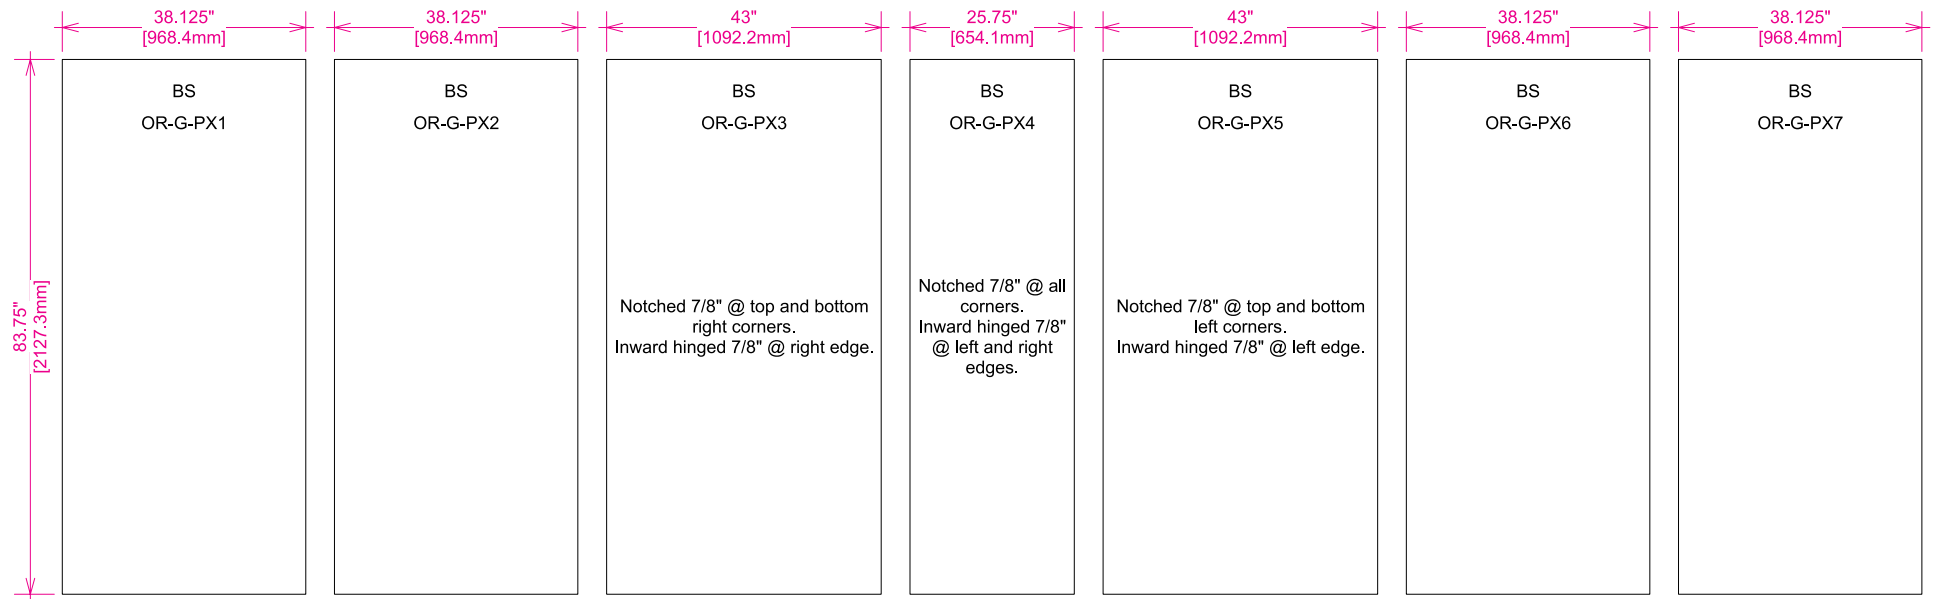 38.125"
[968.4mm]
38.125"
[968.4mm]
43"
[1092.2mm]
25.75"
[654.1mm]
43"
[1092.2mm]
38.125"
[968.4mm]
38.125"
[968.4mm]
83.75"
[2127.3mm]
BS
OR-G-PX1
BS
OR-G-PX2
BS
OR-G-PX3
Notched 7/8" @ top and bottom
right corners.
Inward hinged 7/8" @ right edge.
BS
OR-G-PX4
Notched 7/8" @ all
corners.
Inward hinged 7/8"
@ left and right
edges.
BS
OR-G-PX5
Notched 7/8" @ top and bottom
left corners.
Inward hinged 7/8" @ left edge.
BS
OR-G-PX6
BS
OR-G-PX7